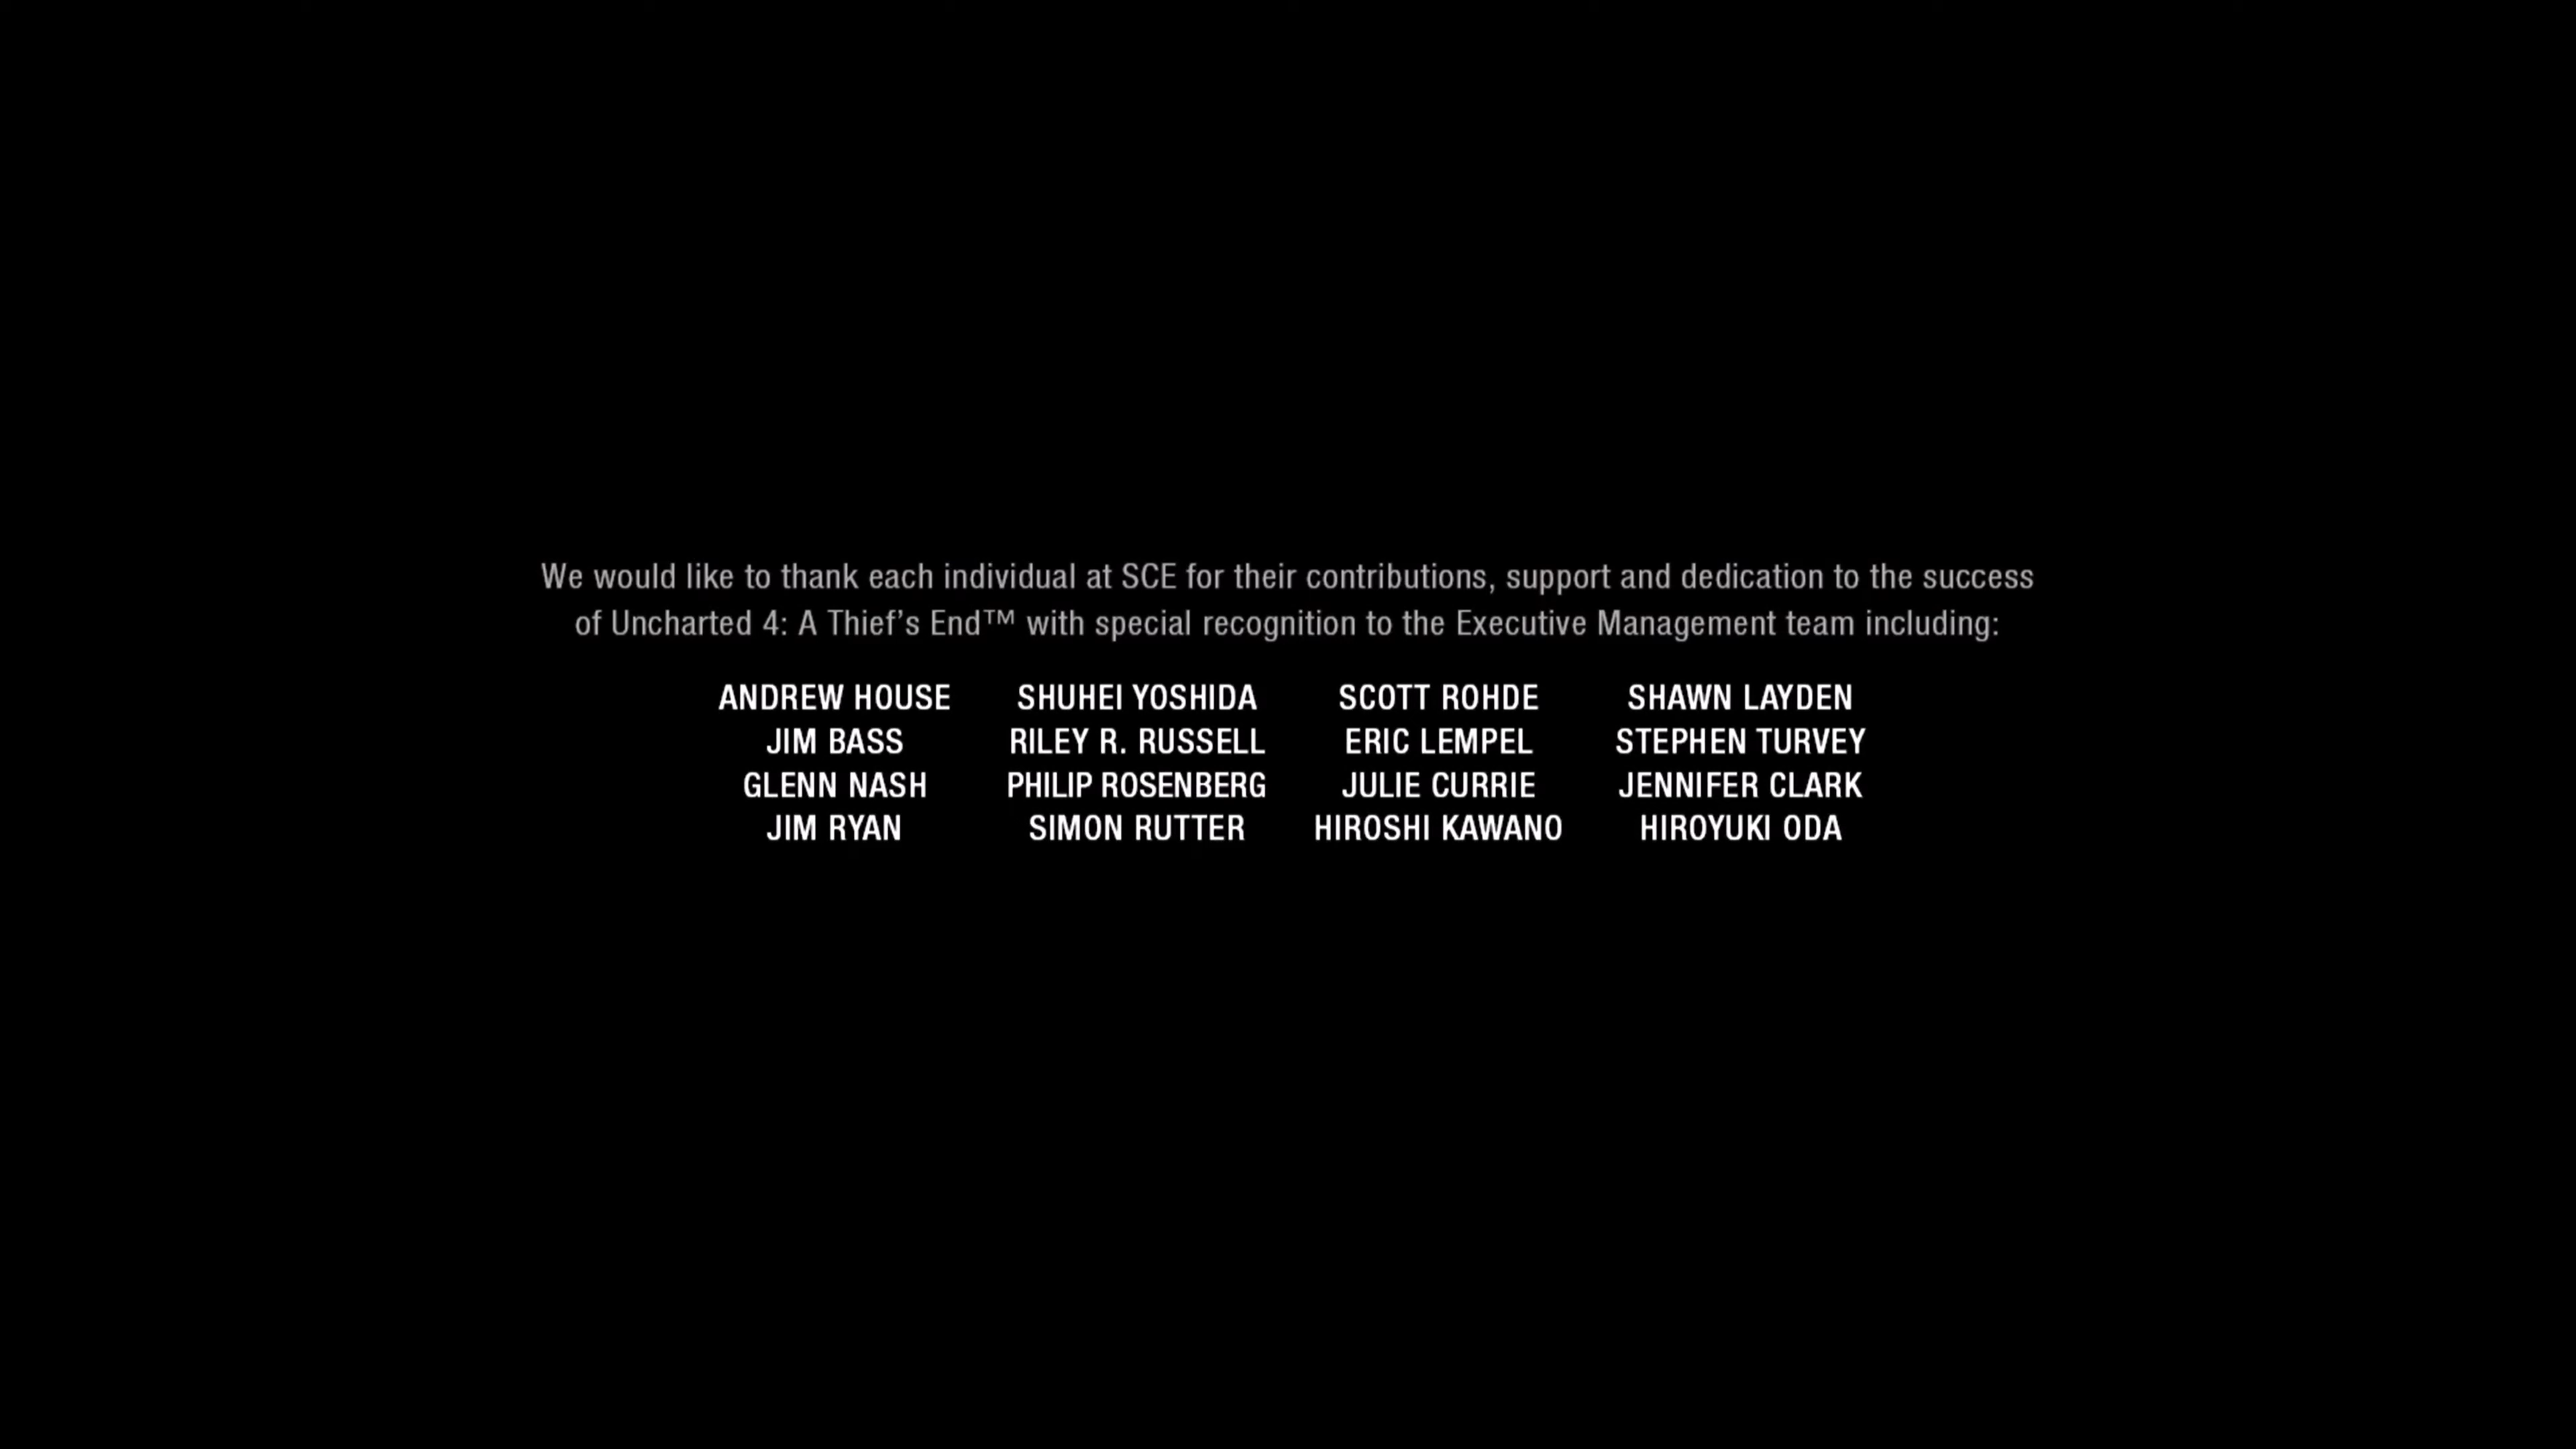 We would like to thank each individual at SCE for their contributions, support and dedication to the success
of Uncharted 4: A Thief’s End™ with special recognition to the Executive Management team including:
ANDREW HOUSE SHUHEI YOSHIDA SCOTT ROHDE SHAWN LAYDEN
JIM BASS RILEY R. RUSSELL ERIC LEMPEL STEPHEN TURVEY
GLENN NASH PHILIP ROSENBERG JULIE CURRIE JENNIFER CLARK
JIM RYAN SIMON RUTTER HIROSHI KAWANO HIROYUKI ODA